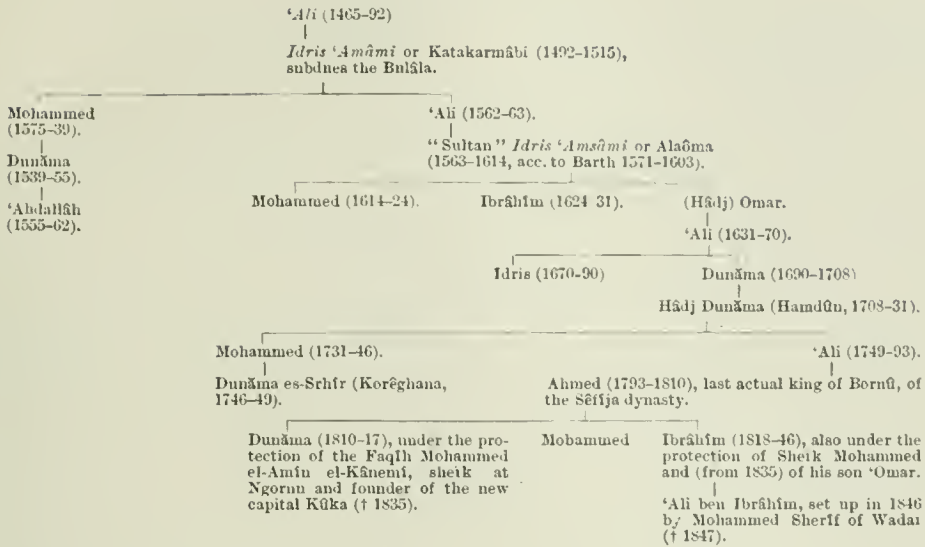 ‘Ali (1465–92)
Idris ‘Amâmi or Katakarmâbi (1492–1515),
subdues the Bulâla.
Mohammed
(1575–39).
‘Ali (1562–63).
Dunăma
(1539–55).
"Sultan" Idris ‘Amsâmi or Alaôma
(1563–1614, acc. to Barth 1571–1603).
‘Abdallâh
(1555–62).
Mohammed (1614–24). Ibrâhîm (1624–31). (Hâdj) Omar.
‘Ali (1631–70).
Idris (1670–90) Dunăma (1690–1708)
Hâdj Dunăma (Hamdûn, 1708–31).
Mohammed (1731–46). ‘Ali (1749–93).
Dunăma es-Srhîr (Korêghana,
1746–49).
Ahmed (1793–1810), last actual king of Bornû, of
the Sêfîja dynasty.
Dunăma (1810–17), under the pro-
tection of the Faqîh Mohammed
el-Amîn el-Kânemî, sheik at
Ngornu and founder of the new
capital Kûka († 1835).
Mohammed
Ibrâhîm (1818–46), also under the
protection of Sheik Mohammed
and (from 1835) of his son ‘Omar.
‘Ali ben Ibrâhîm, set up in 1846
by Mohammed Sherîf of Wadai
(† 1847).